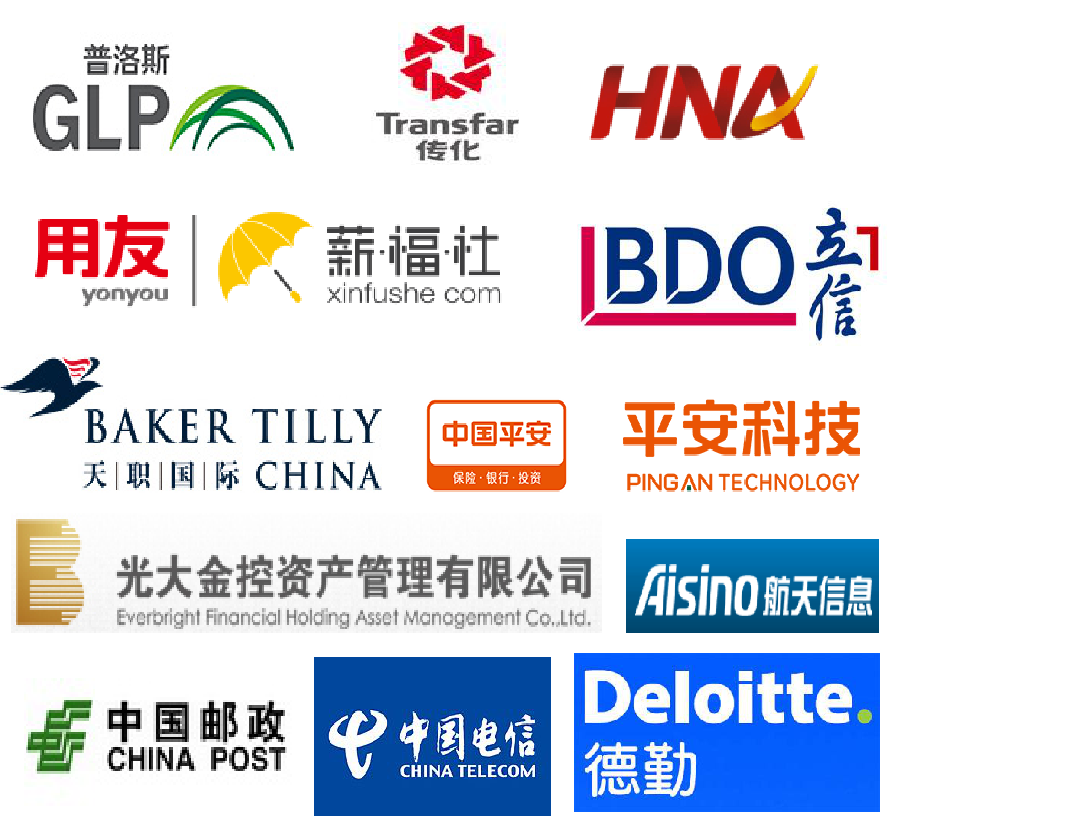 普洛斯
GLP
Transfar
传化
HNA
用友
yonyou
薪·福·社
xinfushe com
BDO
立信
BAKER TILLY
天|职|国|际 CHINA
中国平安
保险·银行·投资
平安科技
PING AN TECHNOLOGY
光大金控资产管理有限公司
Everbright Financial Holding Asset Management Co.,Ltd.
Aisino 航天信息
中国邮政
CHINA POST
中国电信
CHINA TELECOM
Deloitte.
德勤